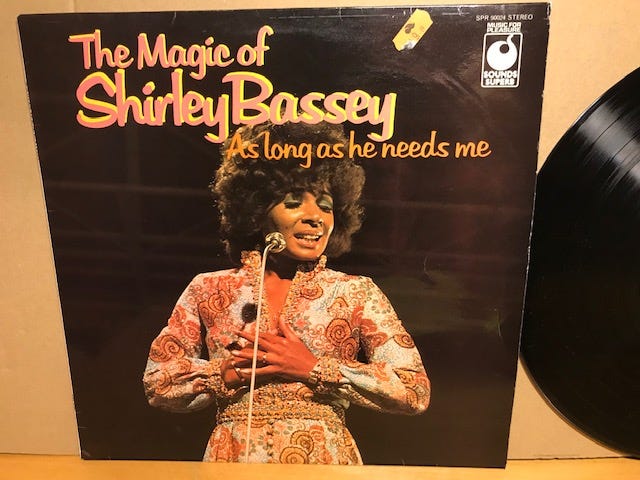 The Magic of
Shirley Bassey
As long as he needs me
SPR 90024 STEREO
MUSIC FOR
PLEASURE
SOUNDS
SUPERB